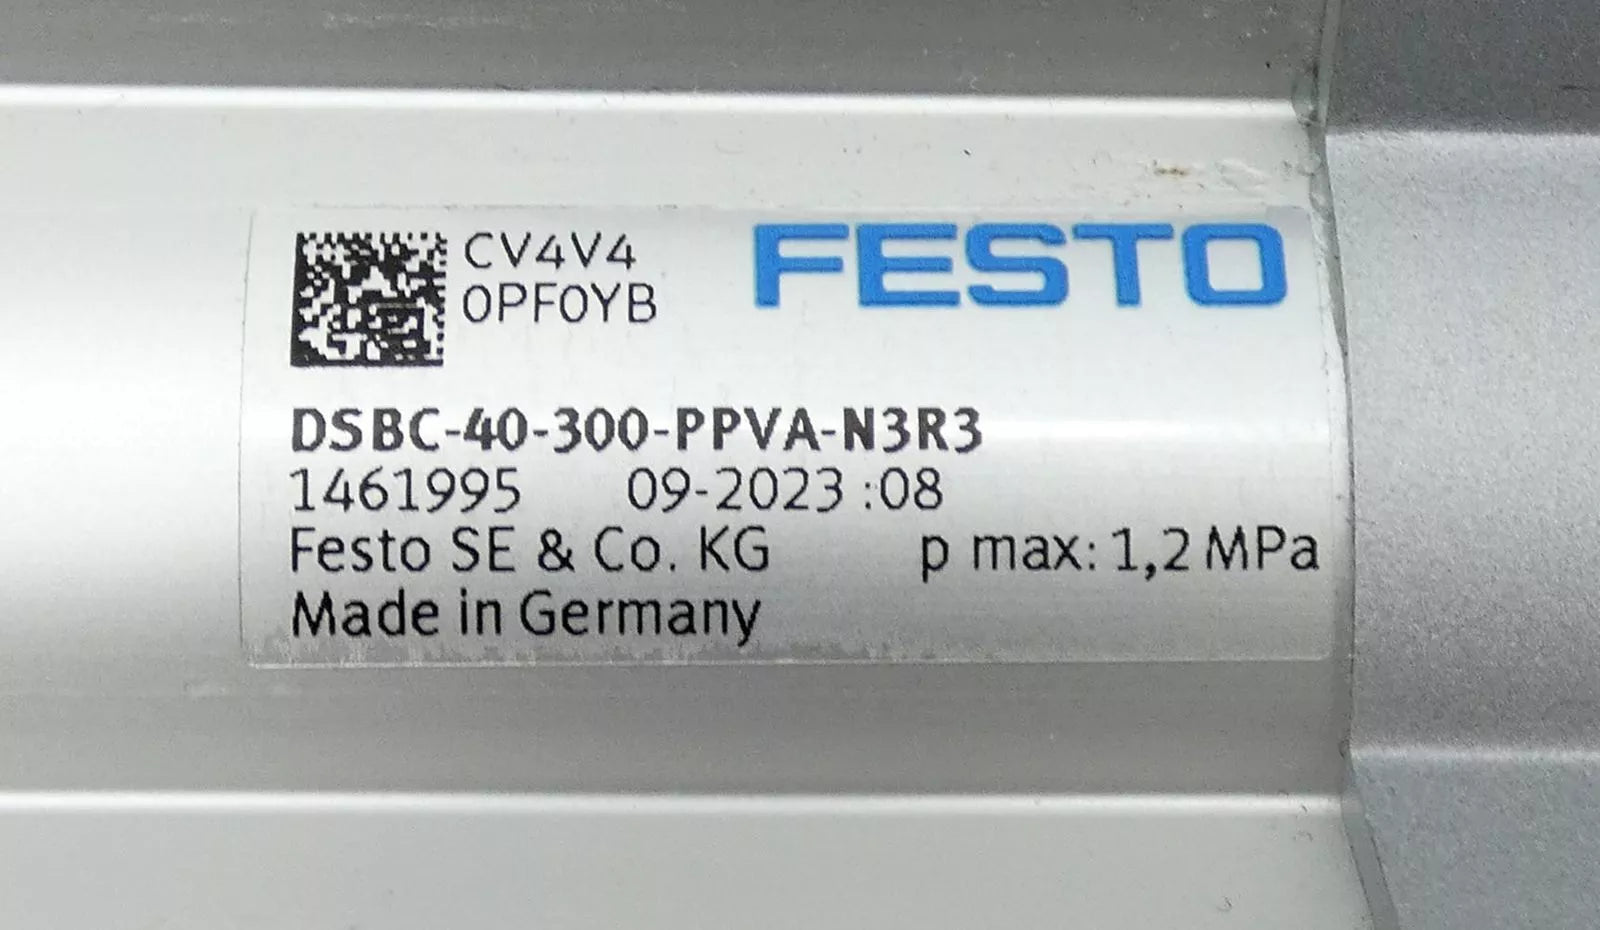 CV4V4
0PF0YB
FESTO
DSBC-40-300-PPVA-N3R3
1461995 09-2023 :08
Festo SE & Co. KG p max: 1,2 MPa
Made in Germany